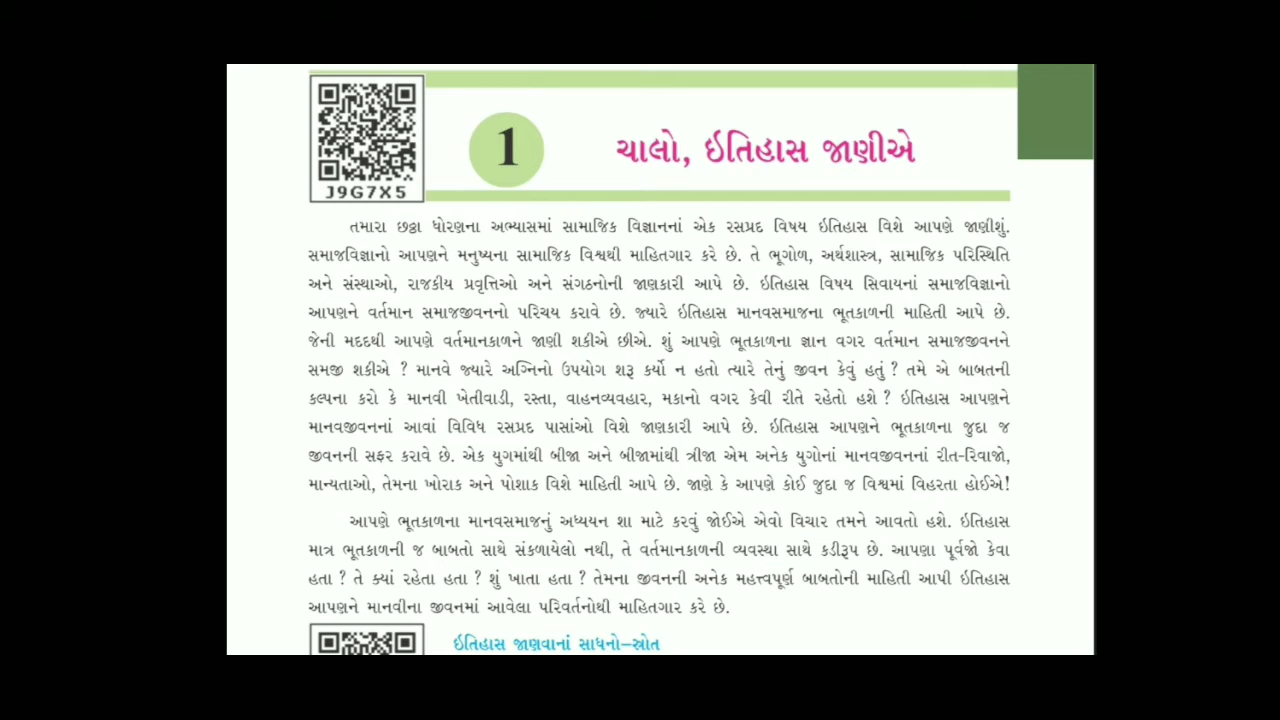 J9G7X5
1
ચાલો, ઇતિહાસ જાણીએ
તમારા છઠ્ઠા ધોરણના અભ્યાસમાં સામાજિક વિજ્ઞાનનાં એક રસપ્રદ વિષય ઇતિહાસ વિશે આપણે જાણીશું.
સમાજવિજ્ઞાનો આપણને મનુષ્યના સામાજિક વિશ્વથી માહિતગાર કરે છે. તે ભૂગોળ, અર્થશાસ્ત્ર, સામાજિક પરિસ્થિતિ
અને સંસ્થાઓ, રાજકીય પ્રવૃત્તિઓ અને સંગઠનોની જાણકારી આપે છે. ઇતિહાસ વિષય સિવાયનાં સમાજવિજ્ઞાનો
આપણને વર્તમાન સમાજજીવનનો પરિચય કરાવે છે. જ્યારે ઇતિહાસ માનવસમાજના ભૂતકાળની માહિતી આપે છે.
જેની મદદથી આપણે વર્તમાનકાળને જાણી શકીએ છીએ. શું આપણે ભૂતકાળના જ્ઞાન વગર વર્તમાન સમાજજીવનને
સમજી શકીએ ? માનવે જ્યારે અગ્નિનો ઉપયોગ શરૂ કર્યો ન હતો ત્યારે તેનું જીવન કેવું હતું ? તમે એ બાબતની
કલ્પના કરો કે માનવી ખેતીવાડી, રસ્તા, વાહનવ્યવહાર, મકાનો વગર કેવી રીતે રહેતો હશે ? ઇતિહાસ આપણને
માનવજીવનનાં આવાં વિવિધ રસપ્રદ પાસાંઓ વિશે જાણકારી આપે છે. ઇતિહાસ આપણને ભૂતકાળના જુદા જ
જીવનની સફર કરાવે છે. એક યુગમાંથી બીજા અને બીજામાંથી ત્રીજા એમ અનેક યુગોનાં માનવજીવનનાં રીત-રિવાજો,
માન્યતાઓ, તેમના ખોરાક અને પોશાક વિશે માહિતી આપે છે. જાણે કે આપણે કોઈ જુદા જ વિશ્વમાં વિહરતા હોઈએ!
આપણે ભૂતકાળના માનવસમાજનું અધ્યયન શા માટે કરવું જોઈએ એવો વિચાર તમને આવતો હશે. ઇતિહાસ
માત્ર ભૂતકાળની જ બાબતો સાથે સંકળાયેલો નથી, તે વર્તમાનકાળની વ્યવસ્થા સાથે કડીરૂપ છે. આપણા પૂર્વજો કેવા
હતા ? તે ક્યાં રહેતા હતા ? શું ખાતા હતા ? તેમના જીવનની અનેક મહત્ત્વપૂર્ણ બાબતોની માહિતી આપી ઇતિહાસ
આપણને માનવીના જીવનમાં આવેલા પરિવર્તનોથી માહિતગાર કરે છે.
ઇતિહાસ જાણવાનાં સાધનો–સ્રોત